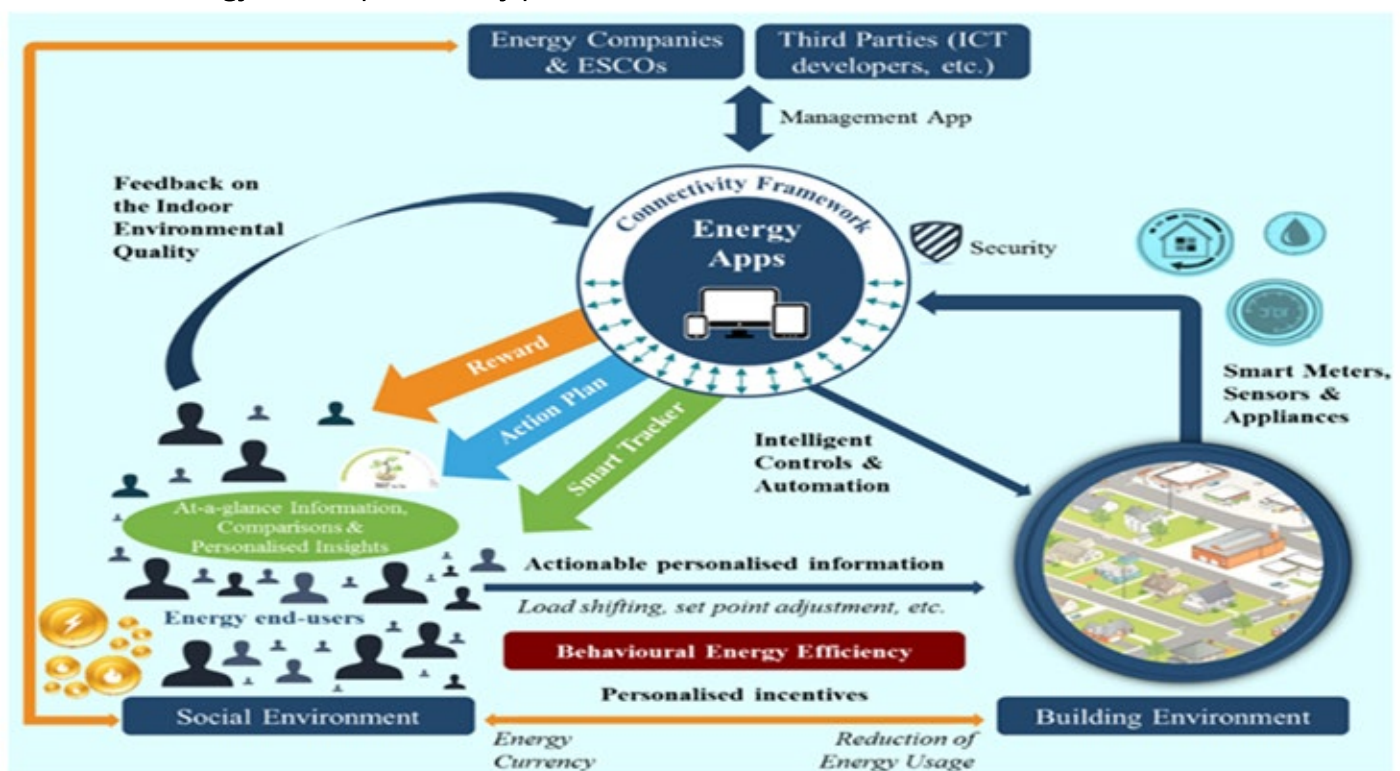 Energy Companies
& ESCOs
Third Parties (ICT
developers, etc.)
Management App
Feedback on
the Indoor
Environmental
Quality
Connectivity Framework
Energy
Apps
Security
Reward
Action Plan
Smart Tracker
Smart Meters,
Sensors &
Appliances
Intelligent
Controls &
Automation
At-a-glance Information,
Comparisons &
Personalised Insights
Actionable personalised information
Load shifting, set point adjustment, etc.
Energy end-users
Behavioural Energy Efficiency
Personalised incentives
Social Environment
Building Environment
Energy
Currency
Reduction of
Energy Usage